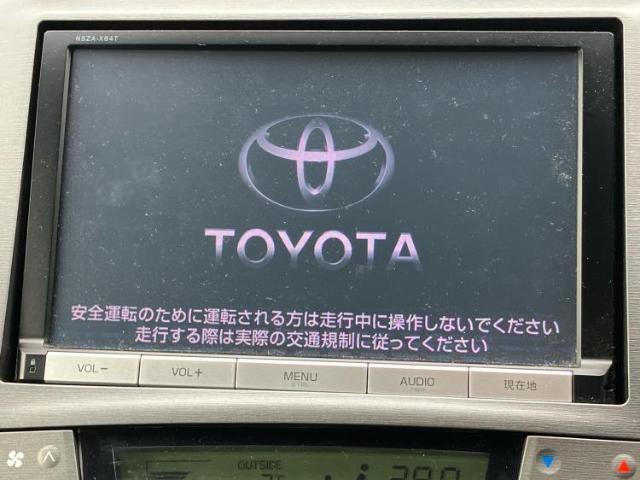 NSZA-X64T
TOYOTA
安全運転のために運転される方は走行中に操作しないでください
走行する際は実際の交通規制に従ってください
VOL− VOL+ MENU AUDIO 現在地
OUTSIDE